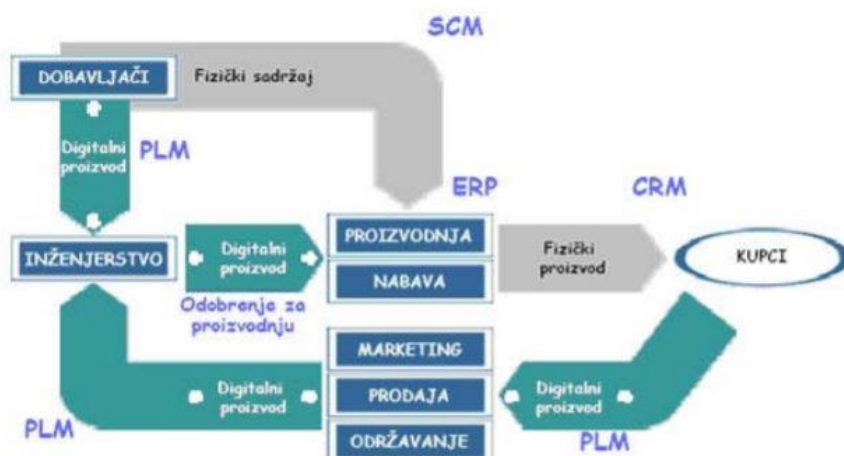 SCM
DOBAVLJAČI
Fizički sadržaj
Digitalni
proizvod
PLM
ERP
CRM
INŽENJERSTVO
Digitalni
proizvod
PROIZVODNJA
NABAVA
Fizički
proizvod
KUPCI
Odobrenje za
proizvodnju
MARKETING
PRODAJA
ODRŽAVANJE
Digitalni
proizvod
Digitalni
proizvod
PLM
PLM